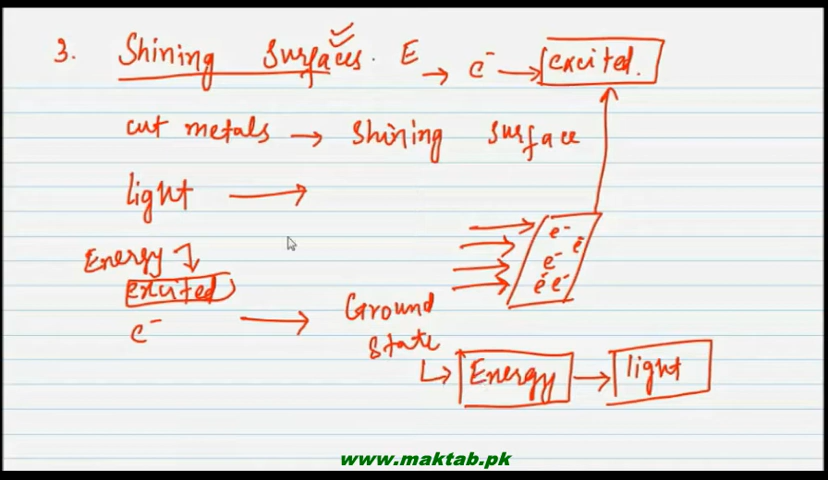 3. Shining Surfaces. E → e⁻ → excited.
cut metals → Shining surface
light →
e⁻ e⁻
e⁻
e⁻ e⁻
Energy
excited
e⁻ → Ground State
Energy → light
www.maktab.pk